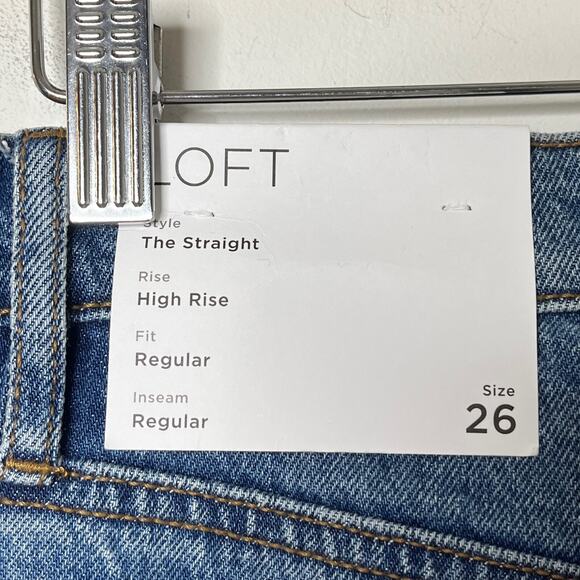 LOFT
Style
The Straight
Rise
High Rise
Fit
Regular
Inseam
Regular
Size
26